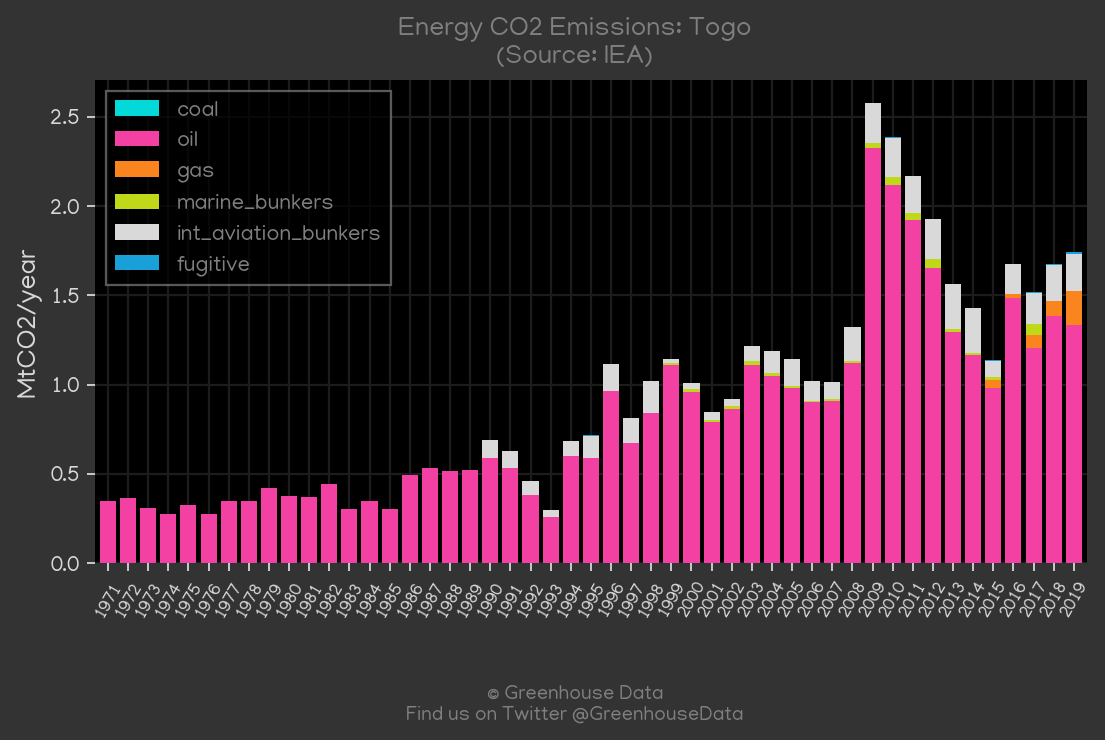 Energy CO2 Emissions: Togo
(Source: IEA)
coal
oil
gas
marine_bunkers
int_aviation_bunkers
fugitive
MtCO2/year
2.5
2.0
1.5
1.0
0.5
0.0
1971 1972 1973 1974 1975 1976 1977 1978 1979 1980 1981 1982 1983 1984 1985 1986 1987 1988 1989 1990 1991 1992 1993 1994 1995 1996 1997 1998 1999 2000 2001 2002 2003 2004 2005 2006 2007 2008 2009 2010 2011 2012 2013 2014 2015 2016 2017 2018 2019
© Greenhouse Data
Find us on Twitter @GreenhouseData